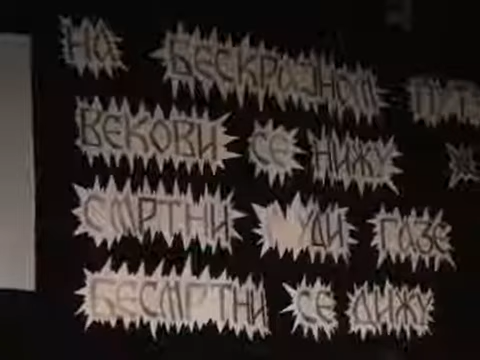 НА БЕСКРАЈНОМ
ВЕКОВИ СЕ НИЖУ
СМРТНИ ГАЗЕ
БЕСМРТНИ СЕ ДИЖУ